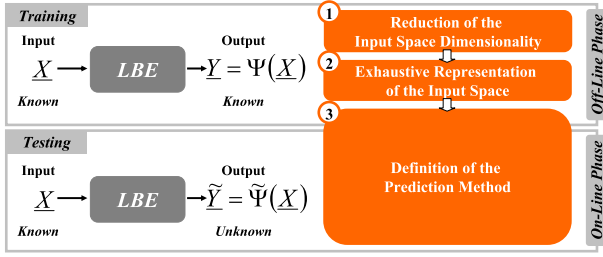 Training
Input
Output
X
LBE
Y = Ψ(X)
Known
Known
1
Reduction of the
Input Space Dimensionality
2
Exhaustive Representation
of the Input Space
3
Definition of the
Prediction Method
Off-Line Phase
Testing
Input
Output
X
LBE
Ỹ = Ψ̃(X)
Known
Unknown
On-Line Phase